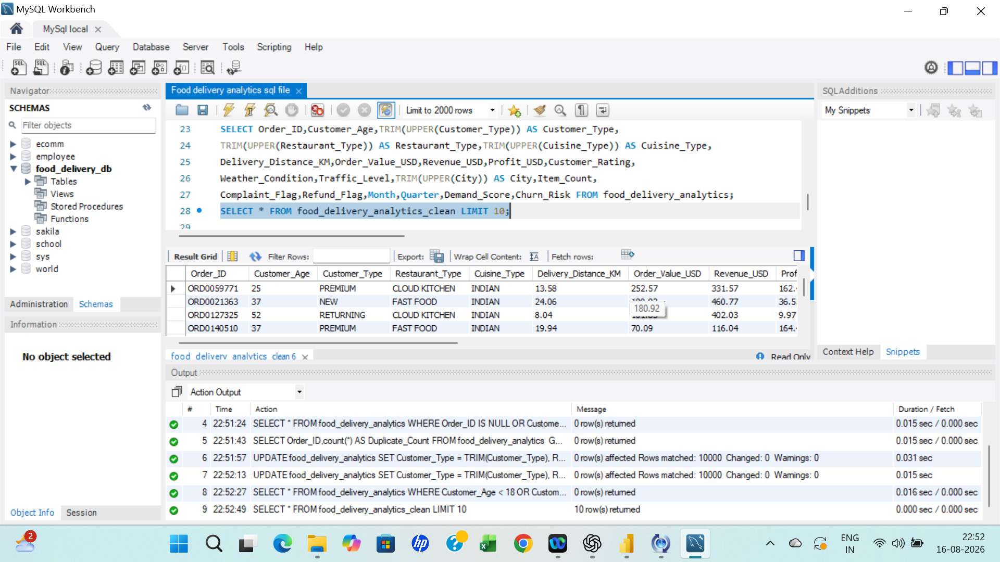 MySQL Workbench
MySql local
File Edit View Query Database Server Tools Scripting Help
Navigator
SCHEMAS
Filter objects
ecomm
employee
food_delivery_db
Tables
Views
Stored Procedures
Functions
sakila
school
sys
world
Administration Schemas
Information
No object selected
Object Info Session
Food delivery analytics sql file
Limit to 2000 rows
23 SELECT Order_ID,Customer_Age,TRIM(UPPER(Customer_Type)) AS Customer_Type,
24 TRIM(UPPER(Restaurant_Type)) AS Restaurant_Type,TRIM(UPPER(Cuisine_Type)) AS Cuisine_Type,
25 Delivery_Distance_KM,Order_Value_USD,Revenue_USD,Profit_USD,Customer_Rating,
26 Weather_Condition,Traffic_Level,TRIM(UPPER(City)) AS City,Item_Count,
27 Complaint_Flag,Refund_Flag,Month,Quarter,Demand_Score,Churn_Risk FROM food_delivery_analytics;
28 SELECT * FROM food_delivery_analytics_clean LIMIT 10;
29
Result Grid Filter Rows: Export: Wrap Cell Content: Fetch rows:
Order_ID Customer_Age Customer_Type Restaurant_Type Cuisine_Type Delivery_Distance_KM Order_Value_USD Revenue_USD Prof
ORD0059771 25 PREMIUM CLOUD KITCHEN INDIAN 13.58 252.57 331.57 162.
ORD0021363 37 NEW FAST FOOD INDIAN 24.06 460.77 36.5
180.92
ORD0127325 52 RETURNING CLOUD KITCHEN INDIAN 8.04 402.03 9.97
ORD0140510 37 PREMIUM FAST FOOD INDIAN 19.94 70.09 116.04 164.
food_delivery_analytics_clean 6
Read Only
SQLAdditions
My Snippets
Context Help Snippets
Output
Action Output
# Time Action Message Duration / Fetch
4 22:51:24 SELECT * FROM food_delivery_analytics WHERE Order_ID IS NULL OR Custome... 0 row(s) returned 0.015 sec / 0.000 sec
5 22:51:43 SELECT Order_ID,count(*) AS Duplicate_Count FROM food_delivery_analytics G... 0 row(s) returned 0.015 sec / 0.000 sec
6 22:51:57 UPDATE food_delivery_analytics SET Customer_Type = TRIM(Customer_Type), R... 0 row(s) affected Rows matched: 10000 Changed: 0 Warnings: 0 0.031 sec
7 22:52:13 UPDATE food_delivery_analytics SET Customer_Type = TRIM(Customer_Type), R... 0 row(s) affected Rows matched: 10000 Changed: 0 Warnings: 0 0.015 sec
8 22:52:27 SELECT * FROM food_delivery_analytics WHERE Customer_Age < 18 OR Custom... 0 row(s) returned 0.016 sec / 0.000 sec
9 22:52:49 SELECT * FROM food_delivery_analytics_clean LIMIT 10 10 row(s) returned 0.000 sec / 0.000 sec
2
ENG
IN
22:52
16-08-2026